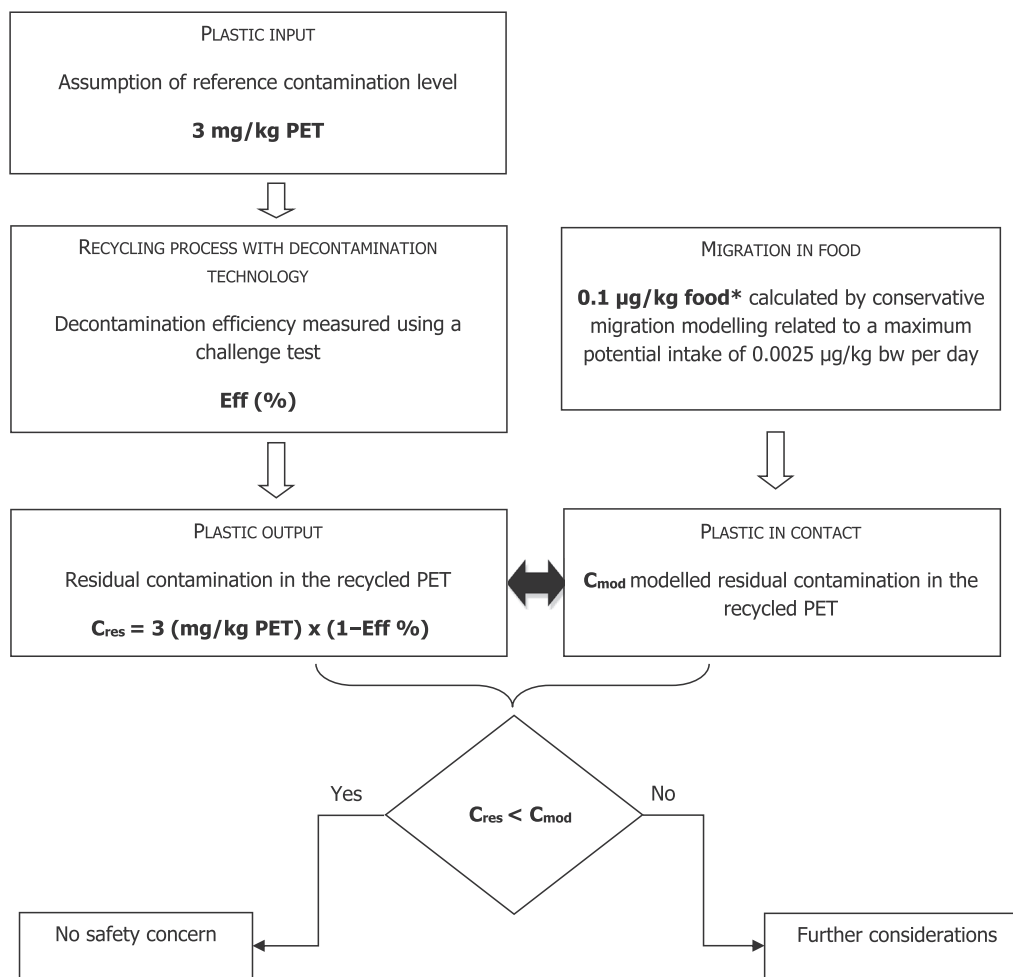 PLASTIC INPUT
Assumption of reference contamination level
3 mg/kg PET
RECYCLING PROCESS WITH DECONTAMINATION
TECHNOLOGY
Decontamination efficiency measured using a
challenge test
Eff (%)
MIGRATION IN FOOD
0.1 µg/kg food* calculated by conservative
migration modelling related to a maximum
potential intake of 0.0025 µg/kg bw per day
PLASTIC OUTPUT
Residual contamination in the recycled PET
Cres = 3 (mg/kg PET) x (1–Eff %)
PLASTIC IN CONTACT
Cmod modelled residual contamination in the
recycled PET
Yes
Cres < Cmod
No
No safety concern
Further considerations